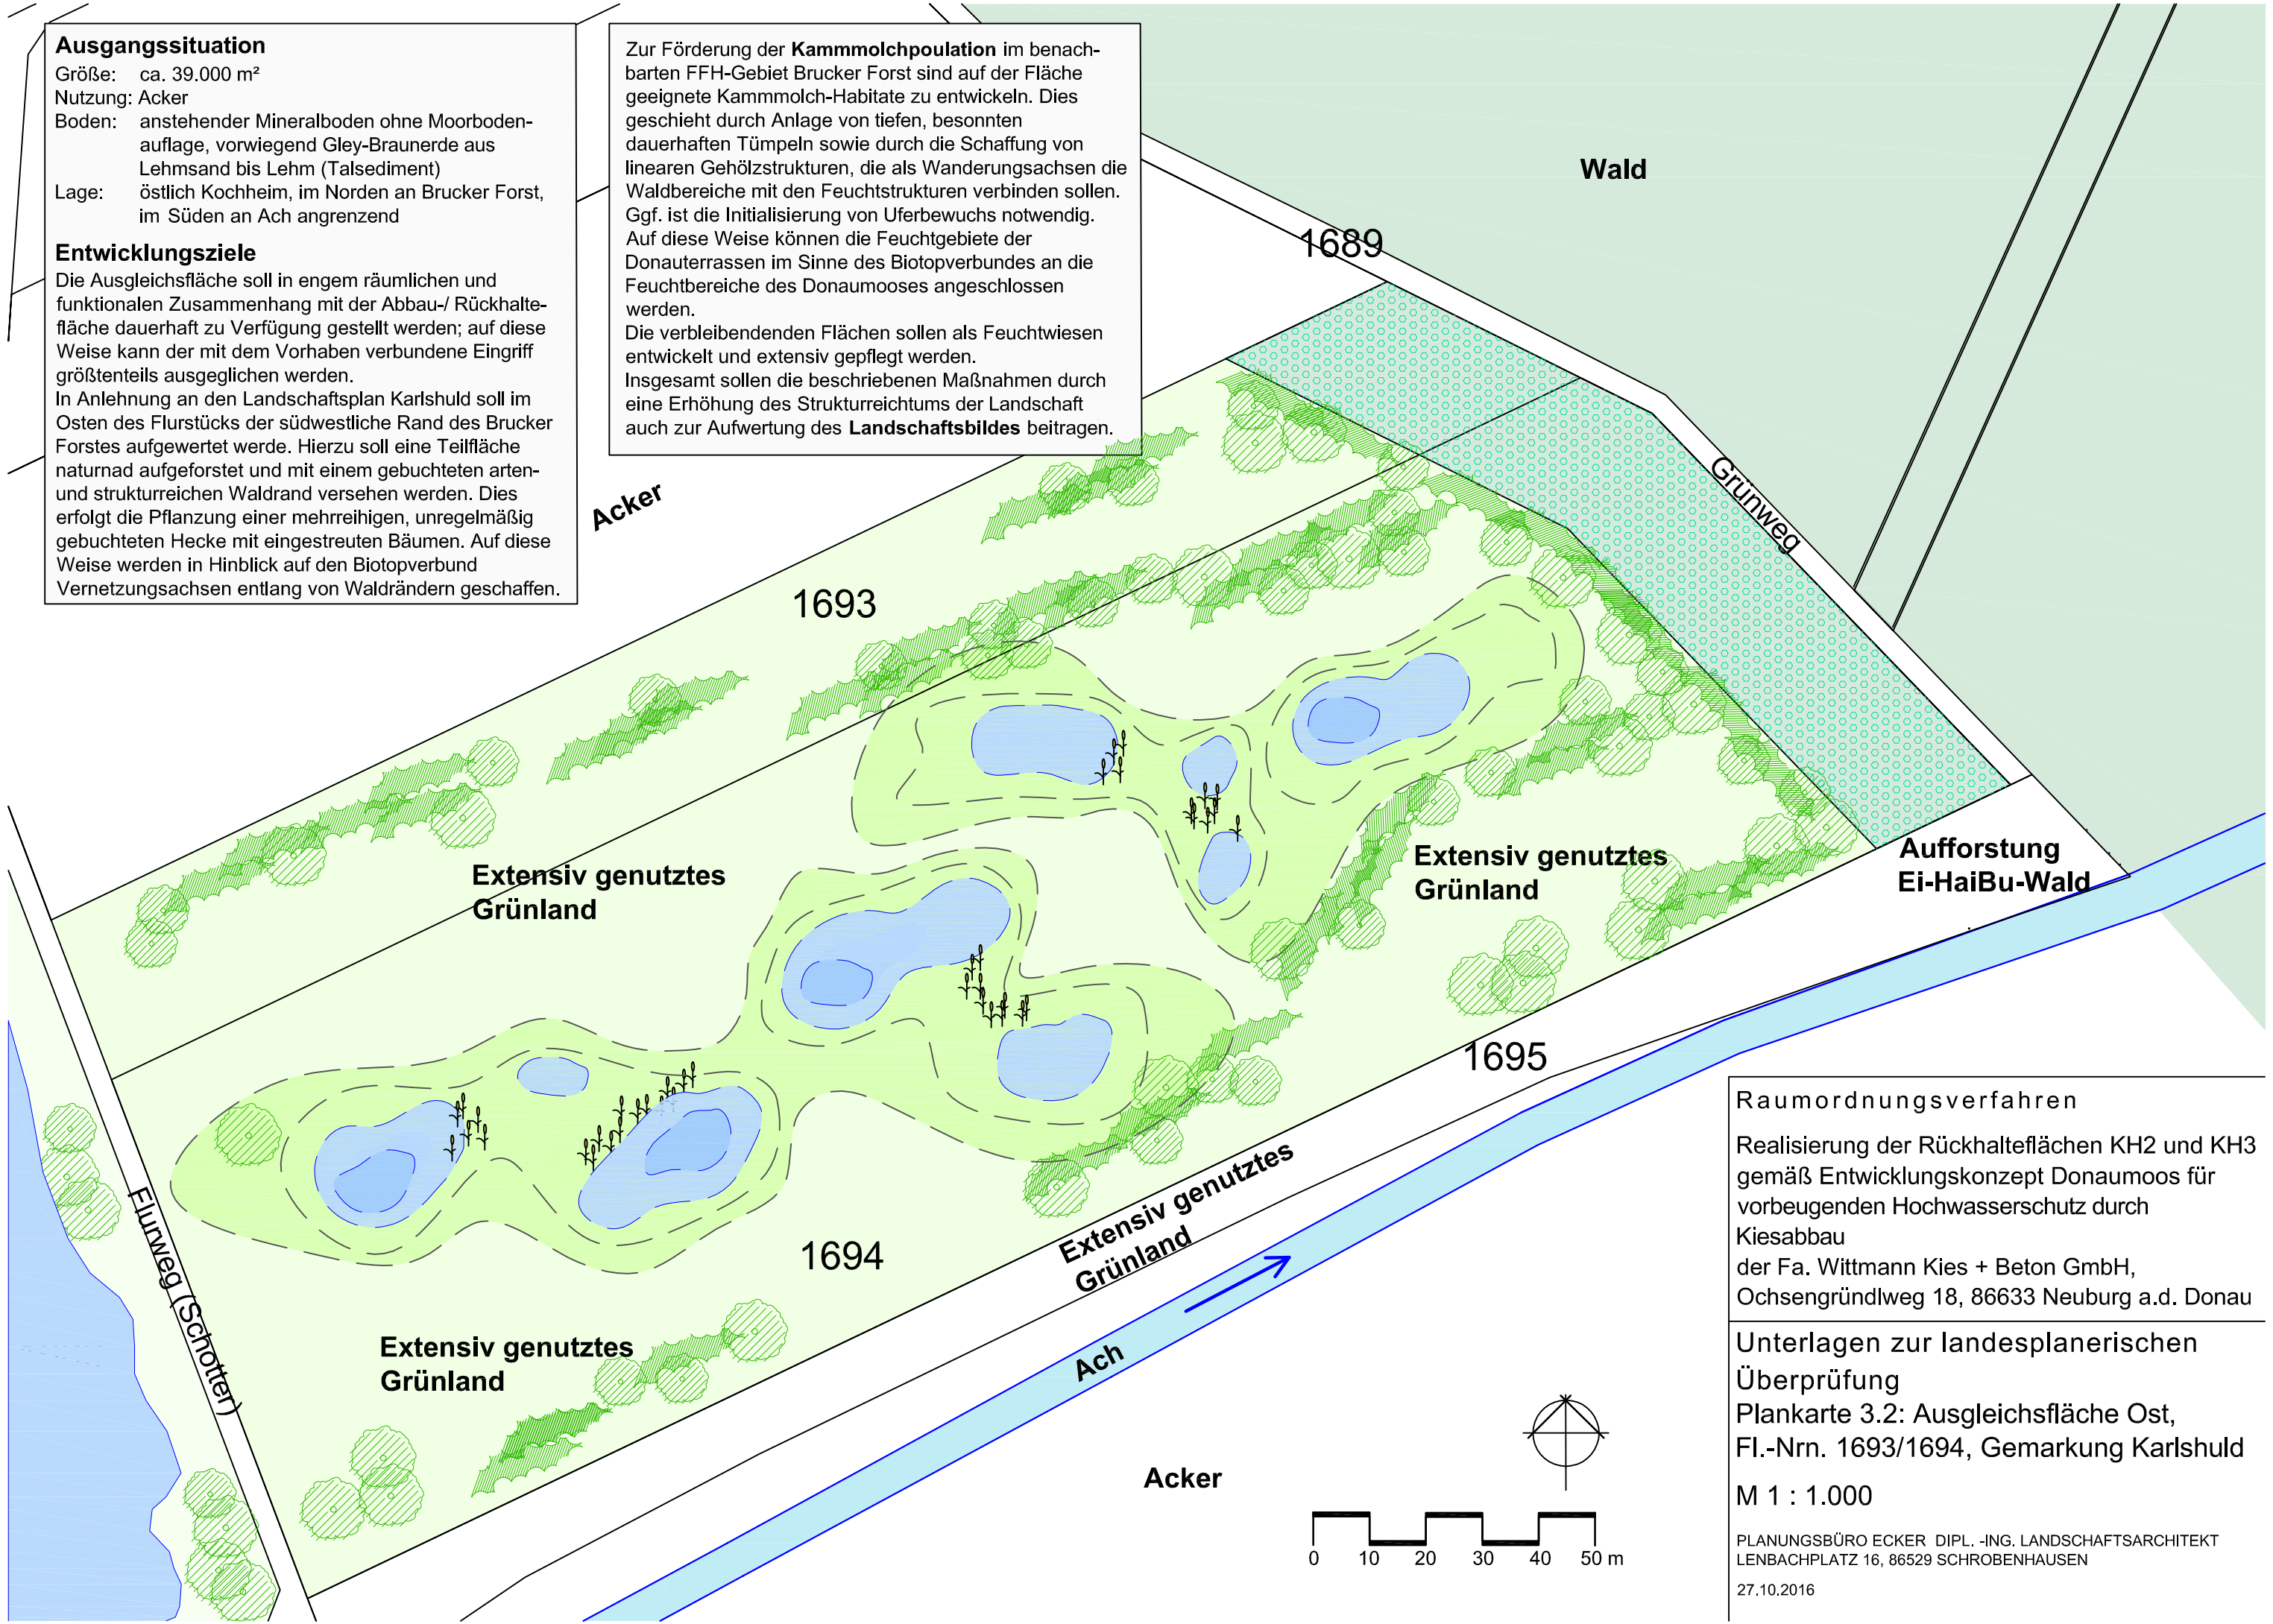 Ausgangssituation
Größe: ca. 39.000 m²
Nutzung: Acker
Boden: anstehender Mineralboden ohne Moorboden-
auflage, vorwiegend Gley-Braunerde aus
Lehmsand bis Lehm (Talsediment)
Lage: östlich Kochheim, im Norden an Brucker Forst,
im Süden an Ach angrenzend
Entwicklungsziele
Die Ausgleichsfläche soll in engem räumlichen und
funktionalen Zusammenhang mit der Abbau-/ Rückhalte-
fläche dauerhaft zu Verfügung gestellt werden; auf diese
Weise kann der mit dem Vorhaben verbundene Eingriff
größtenteils ausgeglichen werden.
In Anlehnung an den Landschaftsplan Karlshuld soll im
Osten des Flurstücks der südwestliche Rand des Brucker
Forstes aufgewertet werde. Hierzu soll eine Teilfläche
naturnad aufgeforstet und mit einem gebuchteten arten-
und strukturreichen Waldrand versehen werden. Dies
erfolgt die Pflanzung einer mehrreihigen, unregelmäßig
gebuchteten Hecke mit eingestreuten Bäumen. Auf diese
Weise werden in Hinblick auf den Biotopverbund
Vernetzungsachsen entlang von Waldrändern geschaffen.
Zur Förderung der Kammmolchpoulation im benach-
barten FFH-Gebiet Brucker Forst sind auf der Fläche
geeignete Kammmolch-Habitate zu entwickeln. Dies
geschieht durch Anlage von tiefen, besonnten
dauerhaften Tümpeln sowie durch die Schaffung von
linearen Gehölzstrukturen, die als Wanderungsachsen die
Waldbereiche mit den Feuchtstrukturen verbinden sollen.
Ggf. ist die Initialisierung von Uferbewuchs notwendig.
Auf diese Weise können die Feuchtgebiete der
Donauterrassen im Sinne des Biotopverbundes an die
Feuchtbereiche des Donaumooses angeschlossen
werden.
Die verbleibendenden Flächen sollen als Feuchtwiesen
entwickelt und extensiv gepflegt werden.
Insgesamt sollen die beschriebenen Maßnahmen durch
eine Erhöhung des Strukturreichtums der Landschaft
auch zur Aufwertung des Landschaftsbildes beitragen.
Wald
1689
Grünweg
Acker
1693
Extensiv genutztes
Grünland
Extensiv genutztes
Grünland
Aufforstung
Ei-HaiBu-Wald
1695
Flurweg (Schotter)
1694
Extensiv genutztes
Grünland
Extensiv genutztes
Grünland
Ach
Acker
0 10 20 30 40 50 m
Raumordnungsverfahren
Realisierung der Rückhalteflächen KH2 und KH3
gemäß Entwicklungskonzept Donaumoos für
vorbeugenden Hochwasserschutz durch
Kiesabbau
der Fa. Wittmann Kies + Beton GmbH,
Ochsengründlweg 18, 86633 Neuburg a.d. Donau
Unterlagen zur landesplanerischen
Überprüfung
Plankarte 3.2: Ausgleichsfläche Ost,
Fl.-Nrn. 1693/1694, Gemarkung Karlshuld
M 1 : 1.000
PLANUNGSBÜRO ECKER DIPL. -ING. LANDSCHAFTSARCHITEKT
LENBACHPLATZ 16, 86529 SCHROBENHAUSEN
27.10.2016